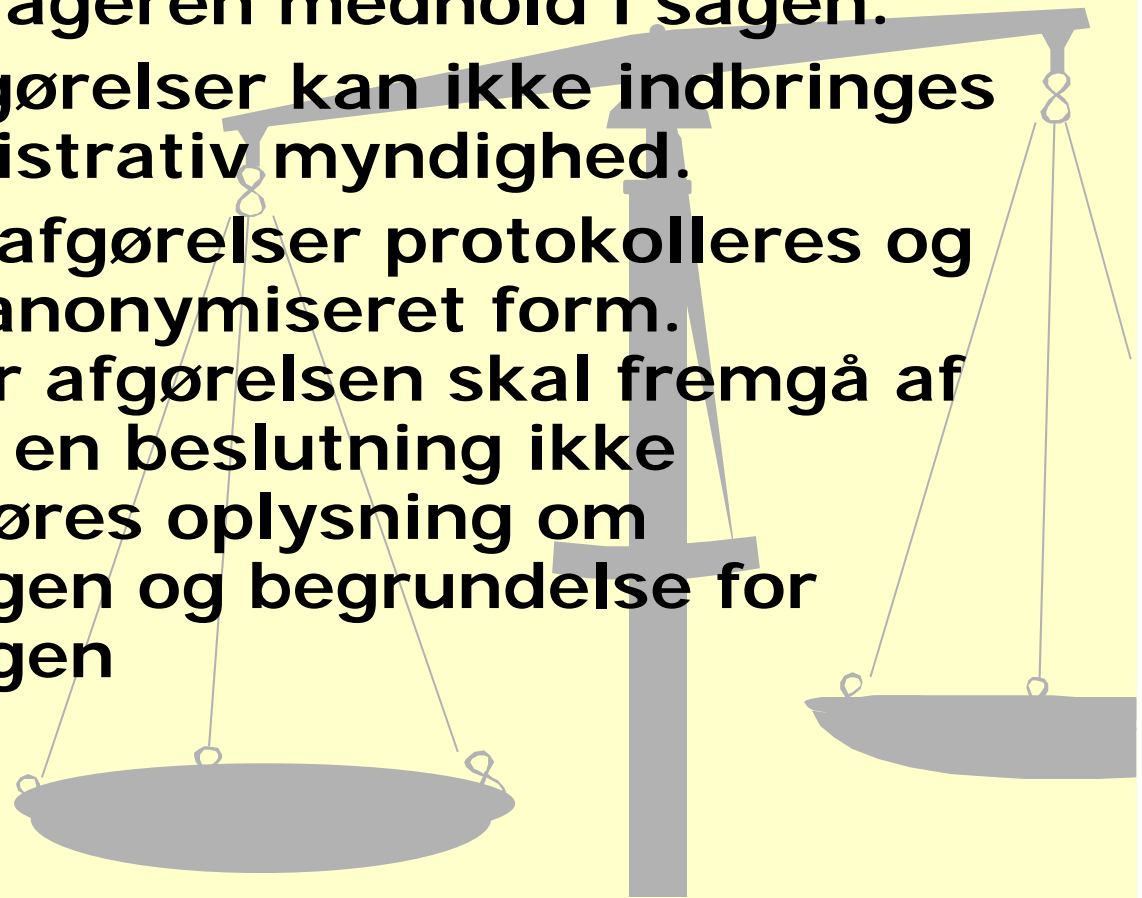 ageren medhold i sagen.
gørelser kan ikke indbringes
istrativ myndighed.
afgørelser protokolleres og
anonymiseret form.
r afgørelsen skal fremgå af
en beslutning ikke
øres oplysning om
gen og begrundelse for
gen